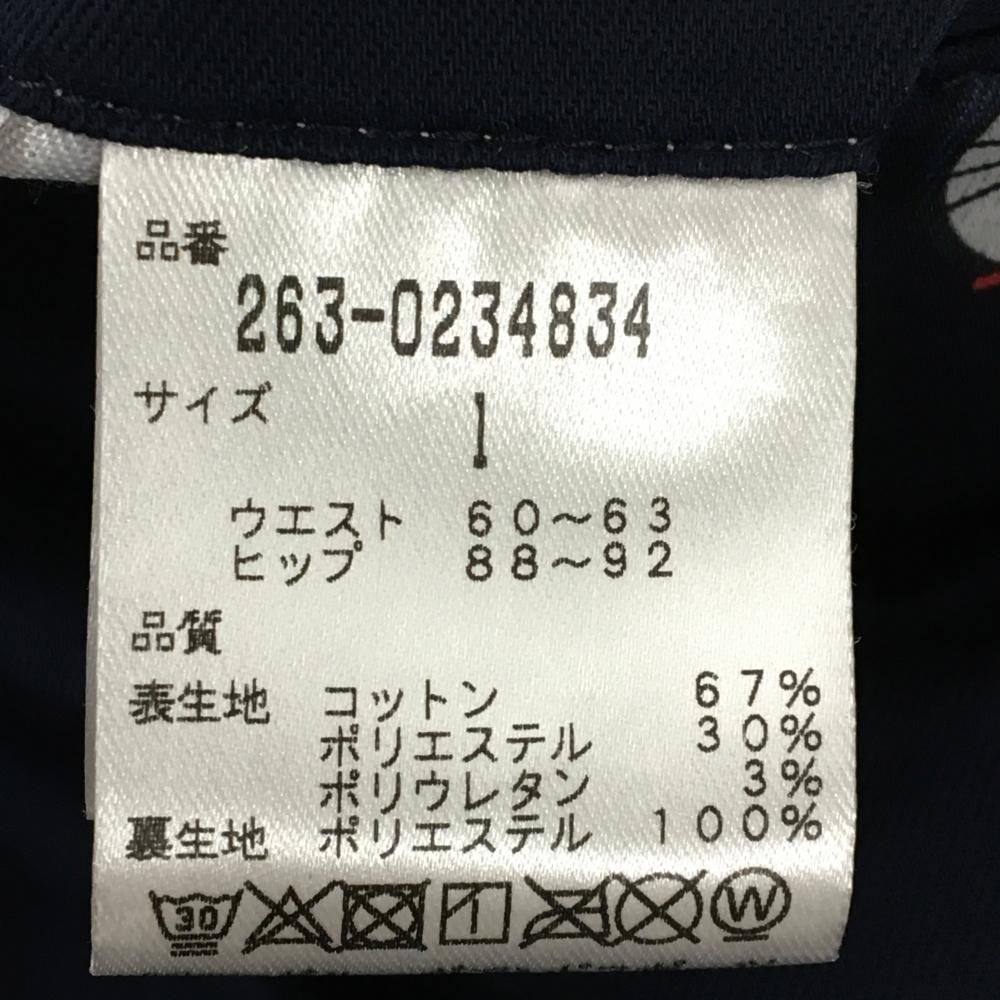 品番
263-0234834
サイズ 1
ウエスト 60～63
ヒップ 88～92
品質
表生地 コットン 67%
ポリエステル 30%
ポリウレタン 3%
裏生地 ポリエステル 100%
30 W